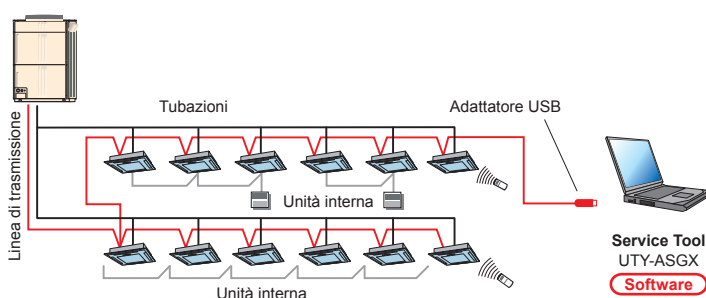 Tubazioni
Adattatore USB
Linea di trasmissione
Unità interna
Service Tool
UTY-ASGX
Software
Unità interna